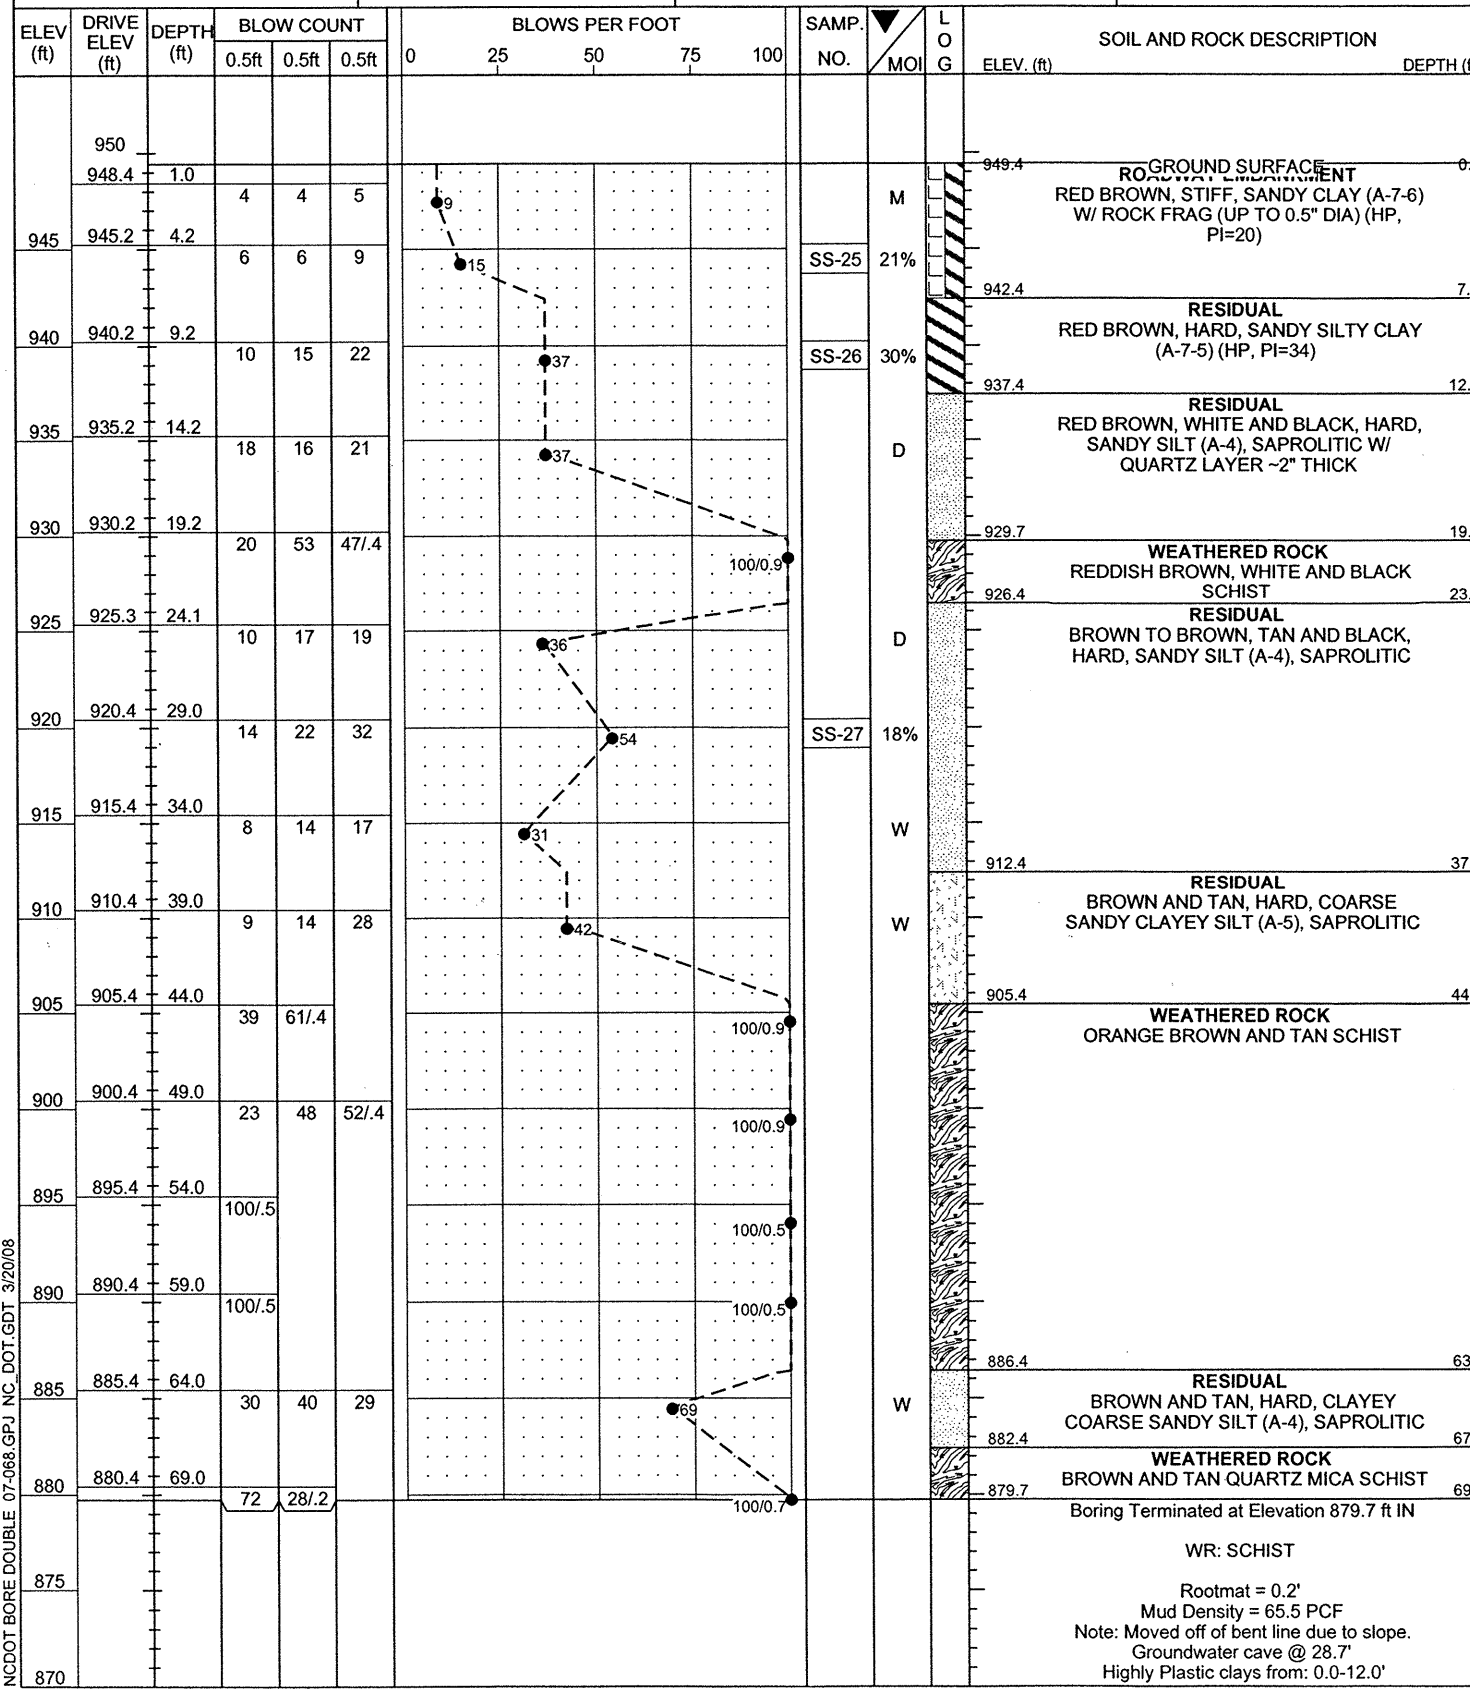 ELEV (ft) DRIVE ELEV (ft) DEPTH (ft) BLOW COUNT BLOWS PER FOOT SAMP. NO. MOI LOG SOIL AND ROCK DESCRIPTION
0.5ft 0.5ft 0.5ft 0 25 50 75 100 ELEV. (ft) DEPTH (f
950
949.4 GROUND SURFACE 0.
948.4 1.0 ROADWAY EMBANKMENT
4 4 5 9 M RED BROWN, STIFF, SANDY CLAY (A-7-6)
W/ ROCK FRAG (UP TO 0.5" DIA) (HP,
945 945.2 4.2 PI=20)
6 6 9 15 SS-25 21%
942.4 7.
RESIDUAL
940 940.2 9.2 RED BROWN, HARD, SANDY SILTY CLAY
10 15 22 37 SS-26 30% (A-7-5) (HP, PI=34)
937.4 12.
RESIDUAL
935 935.2 14.2 RED BROWN, WHITE AND BLACK, HARD,
18 16 21 37 D SANDY SILT (A-4), SAPROLITIC W/
QUARTZ LAYER ~2" THICK
930 930.2 19.2 929.7 19.
20 53 47/.4 100/0.9 WEATHERED ROCK
REDDISH BROWN, WHITE AND BLACK
SCHIST
926.4 23.
925 925.3 24.1 RESIDUAL
10 17 19 36 D BROWN TO BROWN, TAN AND BLACK,
HARD, SANDY SILT (A-4), SAPROLITIC
920 920.4 29.0
14 22 32 54 SS-27 18%
915 915.4 34.0
8 14 17 31 W
912.4 37
RESIDUAL
910 910.4 39.0 BROWN AND TAN, HARD, COARSE
9 14 28 42 W SANDY CLAYEY SILT (A-5), SAPROLITIC
905 905.4 44.0 905.4 44
39 61/.4 100/0.9 WEATHERED ROCK
ORANGE BROWN AND TAN SCHIST
900 900.4 49.0
23 48 52/.4 100/0.9
895 895.4 54.0
100/.5 100/0.5
890 890.4 59.0
100/.5 100/0.5
886.4 63
885 885.4 64.0 RESIDUAL
30 40 29 69 W BROWN AND TAN, HARD, CLAYEY
COARSE SANDY SILT (A-4), SAPROLITIC
882.4 67
WEATHERED ROCK
880 880.4 69.0 BROWN AND TAN QUARTZ MICA SCHIST
72 28/.2 100/0.7 879.7 69
Boring Terminated at Elevation 879.7 ft IN
WR: SCHIST
875
Rootmat = 0.2'
Mud Density = 65.5 PCF
Note: Moved off of bent line due to slope.
Groundwater cave @ 28.7'
870 Highly Plastic clays from: 0.0-12.0'
NCDOT BORE DOUBLE 07-068.GPJ NC_DOT.GDT 3/20/08